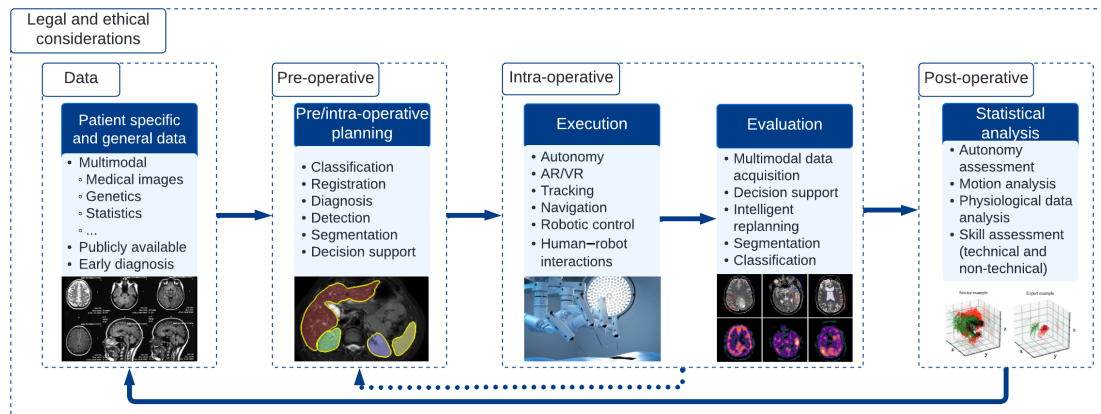 Legal and ethical
considerations
Data
Patient specific
and general data
• Multimodal
◦ Medical images
◦ Genetics
◦ Statistics
◦ ...
• Publicly available
• Early diagnosis
Pre-operative
Pre/intra-operative
planning
• Classification
• Registration
• Diagnosis
• Detection
• Segmentation
• Decision support
Intra-operative
Execution
• Autonomy
• AR/VR
• Tracking
• Navigation
• Robotic control
• Human–robot
interactions
Evaluation
• Multimodal data
acquisition
• Decision support
• Intelligent
replanning
• Segmentation
• Classification
Post-operative
Statistical
analysis
• Autonomy
assessment
• Motion analysis
• Physiological data
analysis
• Skill assessment
(technical and
non-technical)
Novice example
Expert example
z
z
x
y
x
y